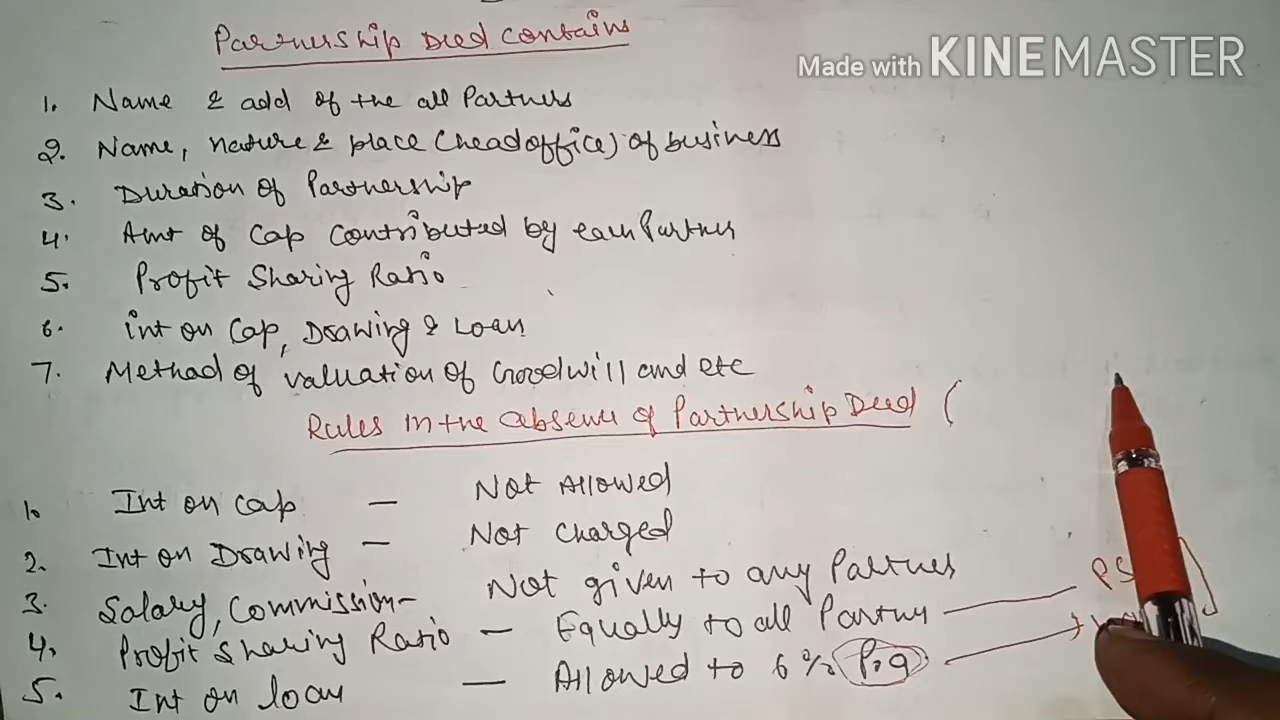 Partnership Deed contains
Made with KINEMASTER
1. Name & add of the all Partners
2. Name, nature & place (headoffice) of business
3. Duration of Partnership
4. Amt of Cap contributed by each Partner
5. Profit Sharing Ratio
6. int on Cap, Drawing & Loan
7. Method of valuation of Goodwill and etc
Rules in the absence of Partnership Deed (
1. Int on Cap — Not Allowed
2. Int on Drawing — Not charged
3. Salary, Commission - Not given to any Partner
4. Profit Sharing Ratio — Equally to all Partner
5. Int on loan — Allowed to 6% P.a
PS